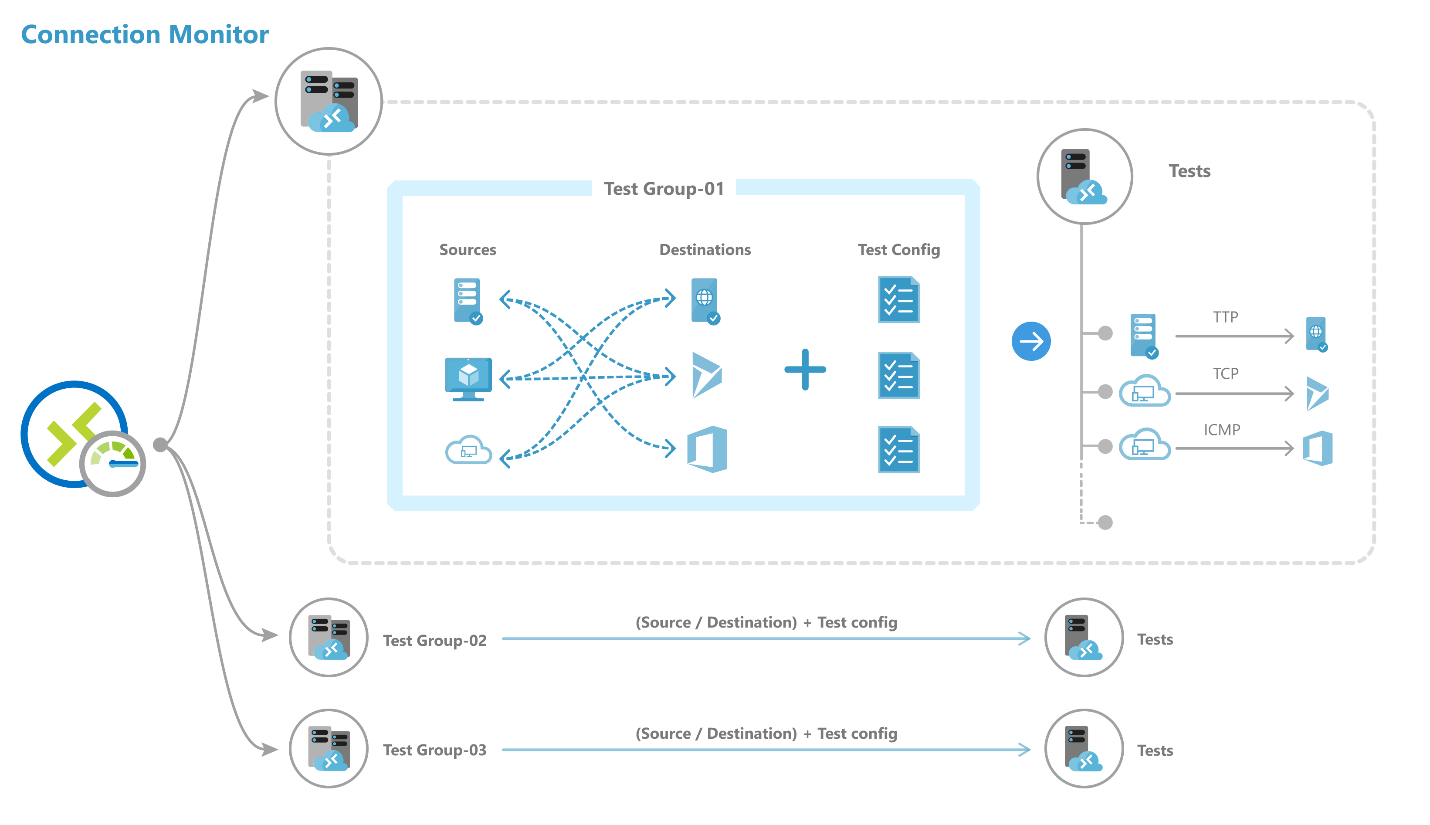 Connection Monitor
Test Group-01
Tests
Sources
Destinations
Test Config
TTP
TCP
ICMP
Test Group-02
(Source / Destination) + Test config
Tests
Test Group-03
(Source / Destination) + Test config
Tests